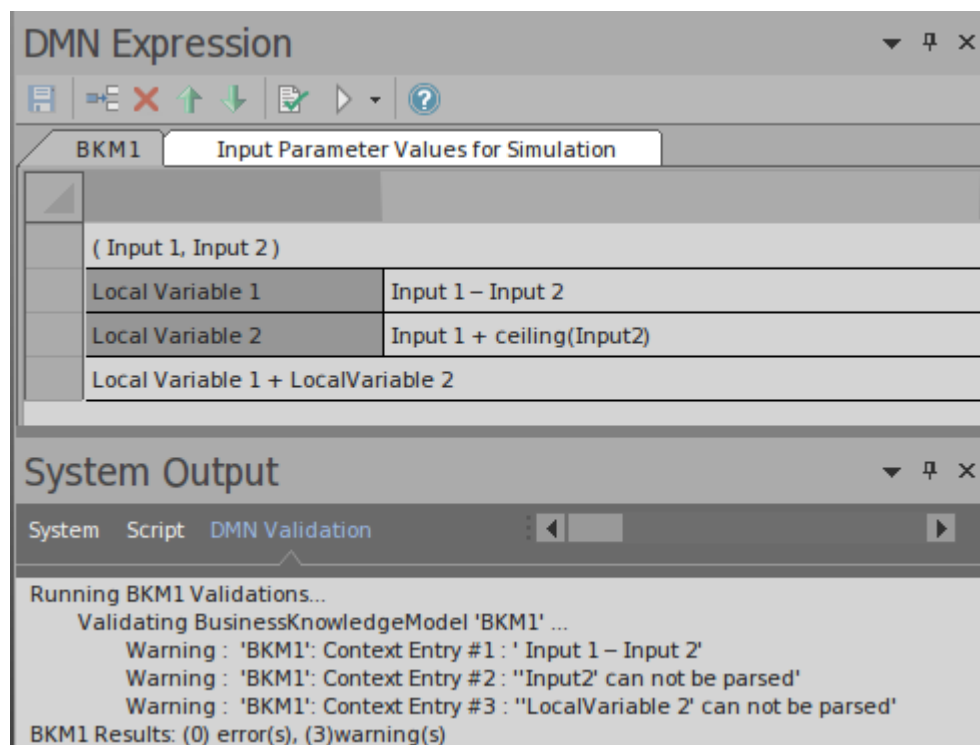 DMN Expression
BKM1 Input Parameter Values for Simulation
( Input 1, Input 2 )
Local Variable 1 Input 1 – Input 2
Local Variable 2 Input 1 + ceiling(Input2)
Local Variable 1 + LocalVariable 2
System Output
System Script DMN Validation
Running BKM1 Validations...
Validating BusinessKnowledgeModel 'BKM1' ...
Warning : 'BKM1': Context Entry #1 : ' Input 1 – Input 2'
Warning : 'BKM1': Context Entry #2 : ''Input2' can not be parsed'
Warning : 'BKM1': Context Entry #3 : ''LocalVariable 2' can not be parsed'
BKM1 Results: (0) error(s), (3)warning(s)